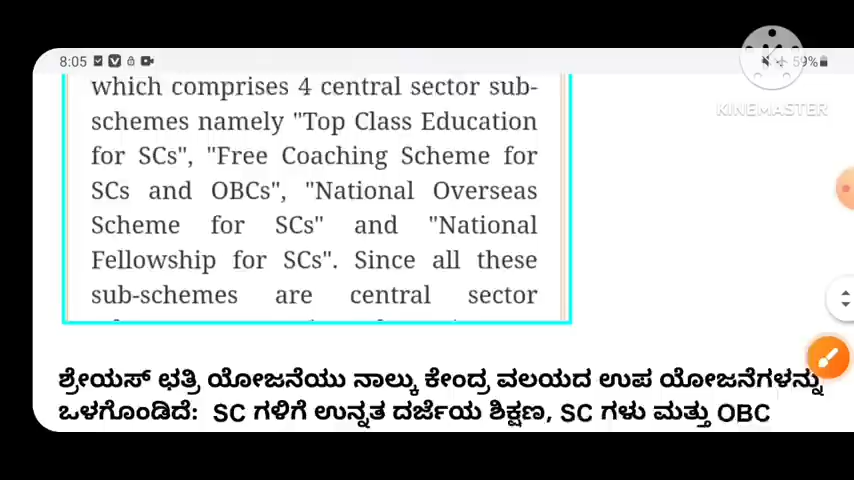 8:05
59%
KINEMASTER
which comprises 4 central sector sub-
schemes namely "Top Class Education
for SCs", "Free Coaching Scheme for
SCs and OBCs", "National Overseas
Scheme for SCs" and "National
Fellowship for SCs". Since all these
sub-schemes are central sector
ಶ್ರೇಯಸ್ ಛತ್ರಿ ಯೋಜನೆಯು ನಾಲ್ಕು ಕೇಂದ್ರ ವಲಯದ ಉಪ ಯೋಜನೆಗಳನ್ನು
ಒಳಗೊಂಡಿದೆ: SC ಗಳಿಗೆ ಉನ್ನತ ದರ್ಜೆಯ ಶಿಕ್ಷಣ, SC ಗಳು ಮತ್ತು OBC